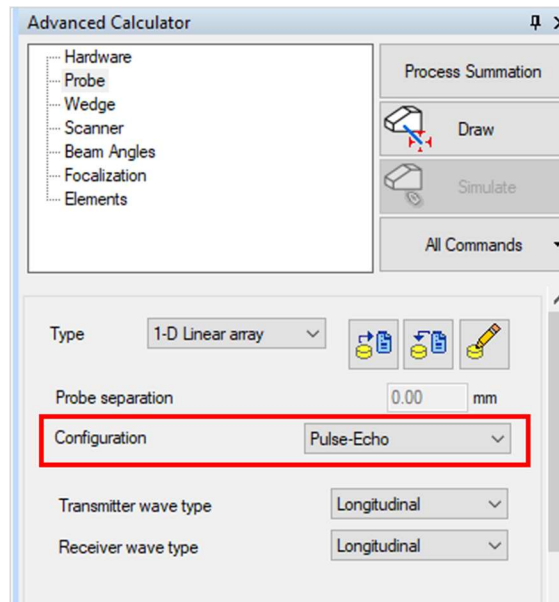 Advanced Calculator
Hardware
Probe
Wedge
Scanner
Beam Angles
Focalization
Elements
Process Summation
Draw
Simulate
All Commands
Type 1-D Linear array
Probe separation 0.00 mm
Configuration Pulse-Echo
Transmitter wave type Longitudinal
Receiver wave type Longitudinal